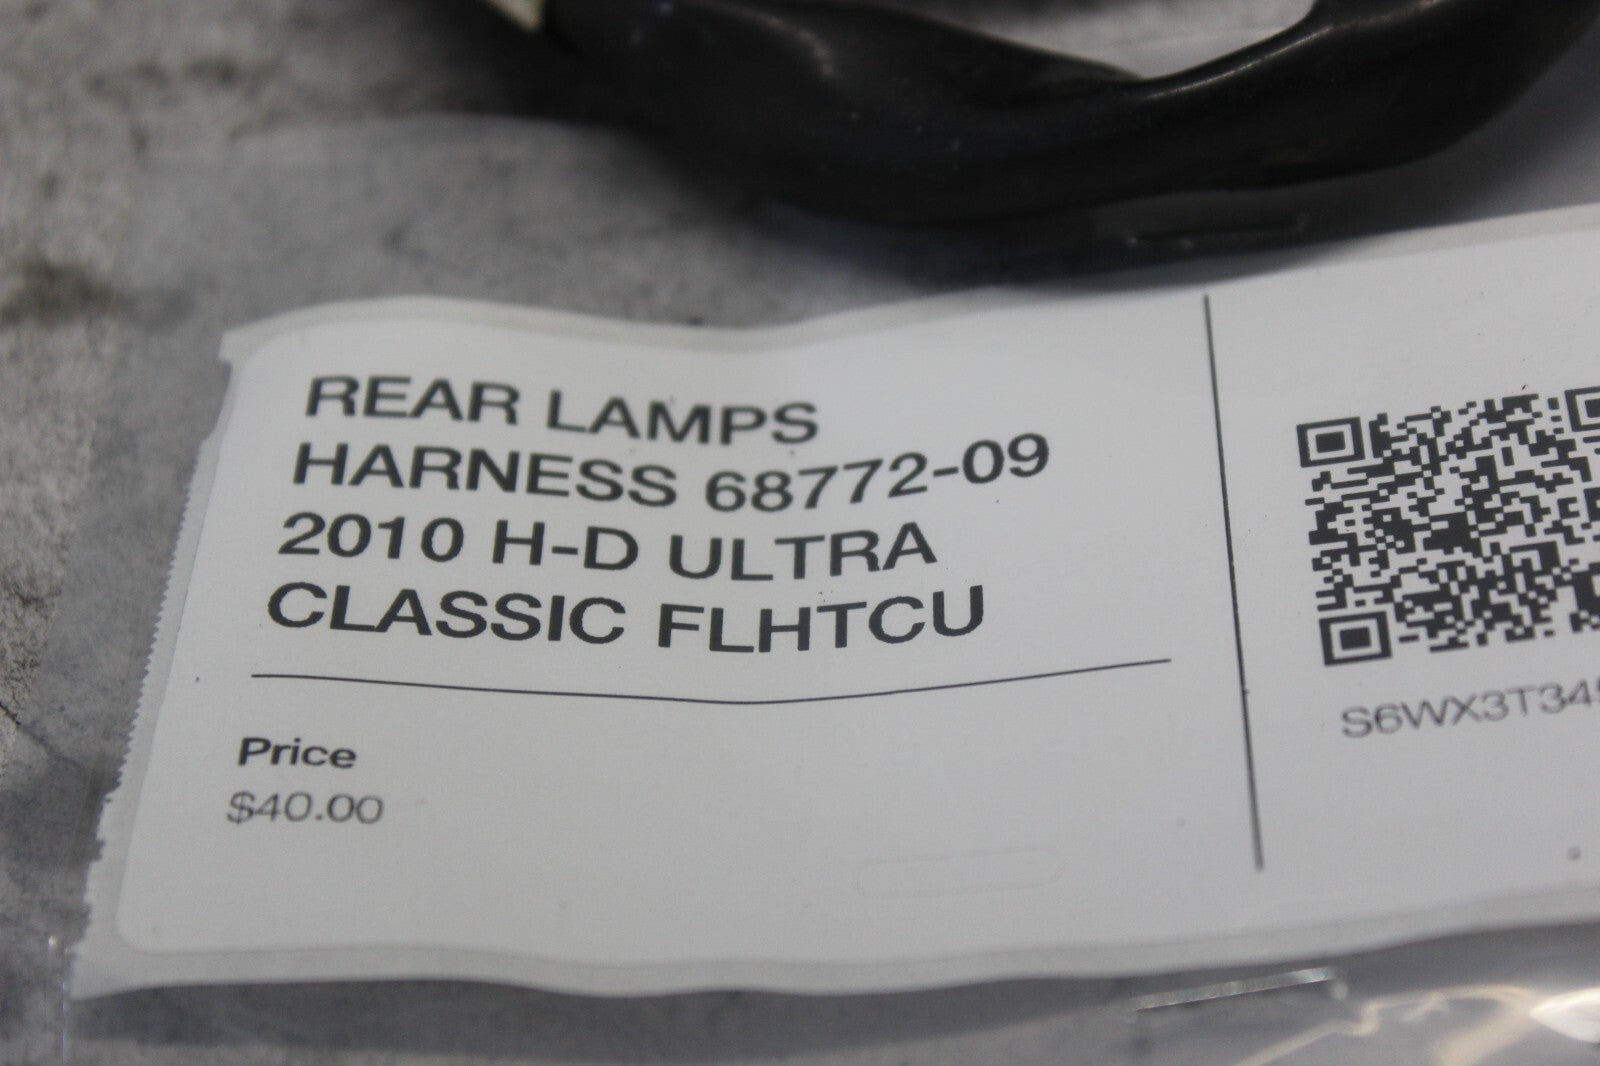 REAR LAMPS
HARNESS 68772-09
2010 H-D ULTRA
CLASSIC FLHTCU
Price
$40.00